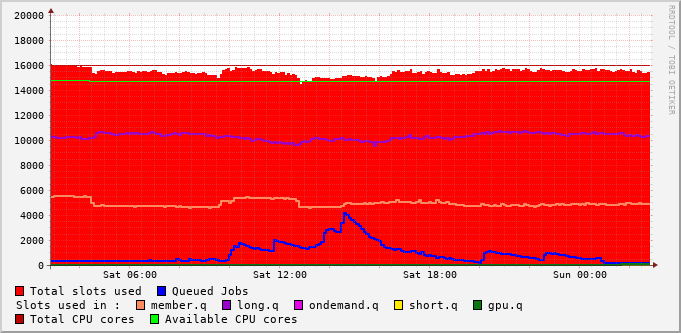 20000
18000
16000
14000
12000
10000
8000
6000
4000
2000
0
Sat 06:00 Sat 12:00 Sat 18:00 Sun 00:00
RRDTOOL / TOBI OETIKER
Total slots used Queued Jobs
Slots used in : member.q long.q ondemand.q short.q gpu.q
Total CPU cores Available CPU cores